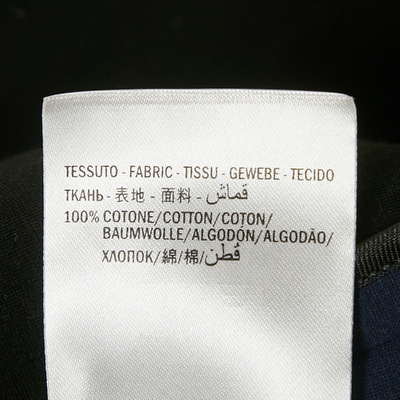 TESSUTO - FABRIC - TISSU - GEWEBE - TECIDO
ТКАНЬ - 表地 - 面料 - قماش
100% COTONE/COTTON/COTON/
BAUMWOLLE/ALGODÓN/ALGODÃO/
ХЛОПОК/綿/棉/قطن